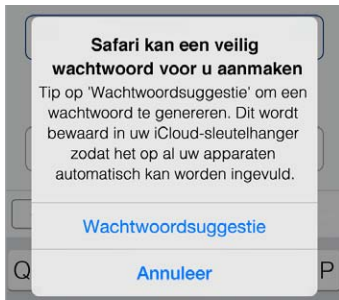 Safari kan een veilig
wachtwoord voor u aanmaken
Tip op 'Wachtwoordsuggestie' om een
wachtwoord te genereren. Dit wordt
bewaard in uw iCloud-sleutelhanger
zodat het op al uw apparaten
automatisch kan worden ingevuld.
Wachtwoordsuggestie
Q Annuleer P